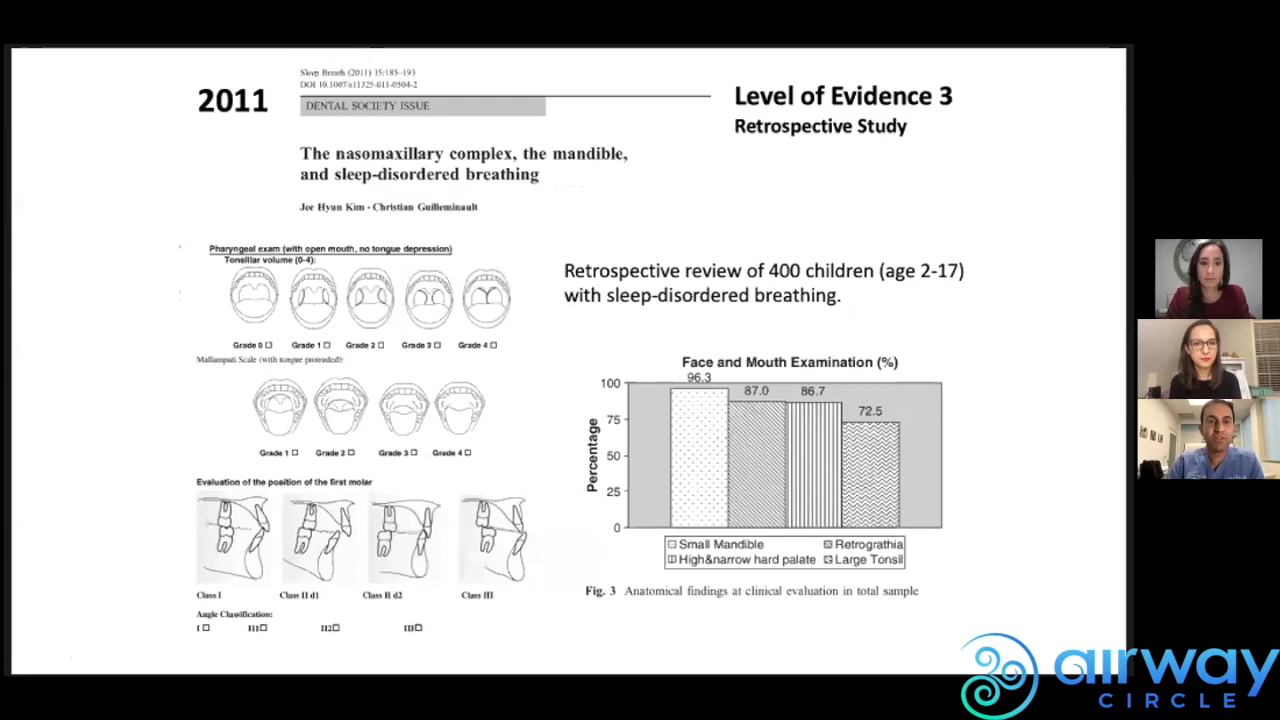 2011
Sleep Breath (2011) 15:185–193
DOI 10.1007/s11325-011-0504-2
DENTAL SOCIETY ISSUE
The nasomaxillary complex, the mandible,
and sleep-disordered breathing
Jee Hyun Kim · Christian Guilleminault
Level of Evidence 3
Retrospective Study
Pharyngeal exam (with open mouth, no tongue depression)
Tonsillar volume (0-4):
Grade 0 Grade 1 Grade 2 Grade 3 Grade 4
Mallampati Scale (with tongue protruded):
Grade 1 Grade 2 Grade 3 Grade 4
Evaluation of the position of the first molar
Class I Class II d1 Class II d2 Class III
Angle Classification:
I II1 II2 III
Retrospective review of 400 children (age 2-17)
with sleep-disordered breathing.
Face and Mouth Examination (%)
96.3
87.0
86.7
72.5
100
75
50
25
0
Percentage
Small Mandible Retrograthia
High&narrow hard palate Large Tonsil
Fig. 3 Anatomical findings at clinical evaluation in total sample
airway
CIRCLE